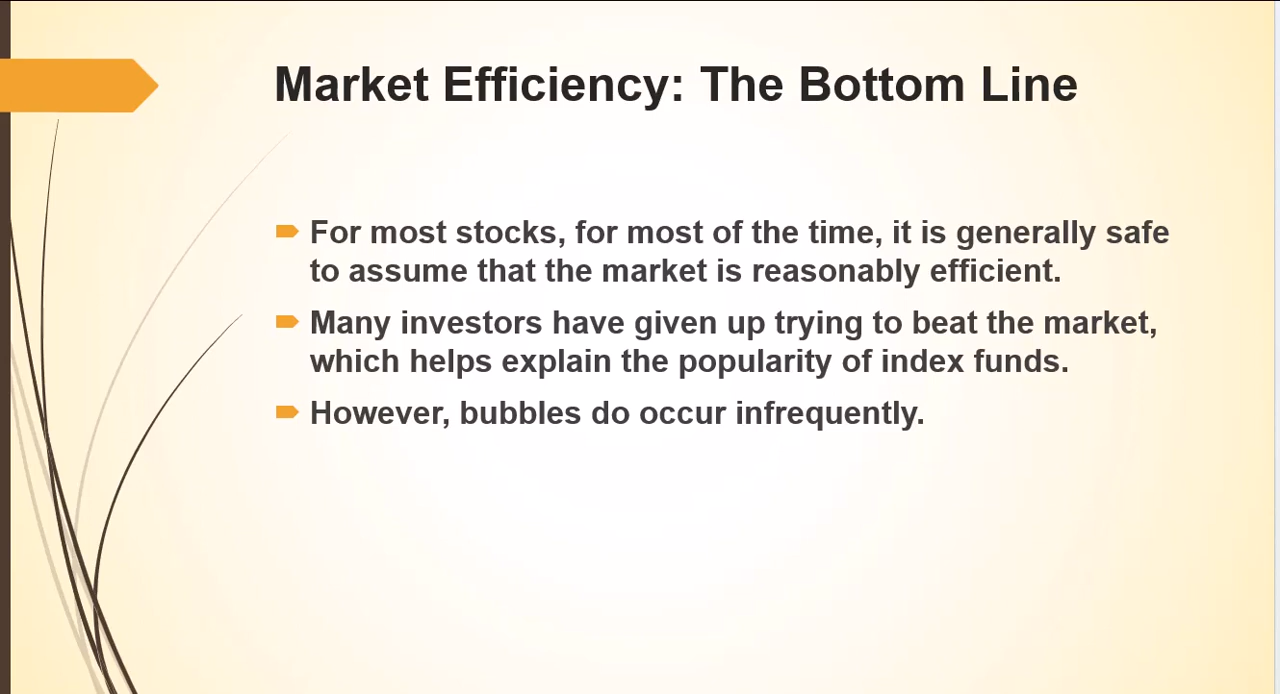 Market Efficiency: The Bottom Line
For most stocks, for most of the time, it is generally safe
to assume that the market is reasonably efficient.
Many investors have given up trying to beat the market,
which helps explain the popularity of index funds.
However, bubbles do occur infrequently.